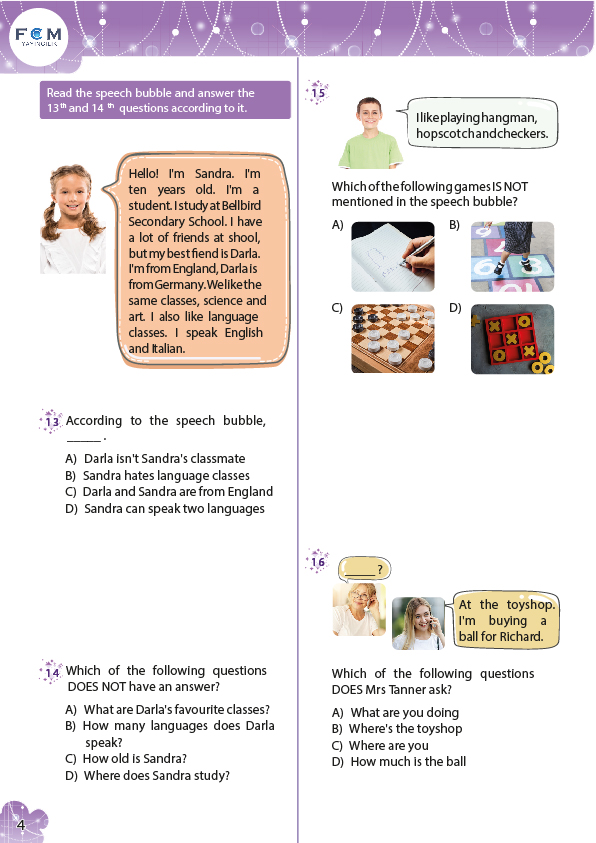 FCM
YAYINCILIK
Read the speech bubble and answer the
13th and 14 th questions according to it.
Hello! I'm Sandra. I'm
ten years old. I'm a
student. I study at Bellbird
Secondary School. I have
a lot of friends at shool,
but my best fiend is Darla.
I'm from England, Darla is
from Germany. We like the
same classes, science and
art. I also like language
classes. I speak English
and Italian.
13 According to the speech bubble,
______ .
A) Darla isn't Sandra's classmate
B) Sandra hates language classes
C) Darla and Sandra are from England
D) Sandra can speak two languages
14 Which of the following questions
DOES NOT have an answer?
A) What are Darla's favourite classes?
B) How many languages does Darla
speak?
C) How old is Sandra?
D) Where does Sandra study?
15
I like playing hangman,
hopscotch and checkers.
Which of the following games IS NOT
mentioned in the speech bubble?
A)
B)
C)
D)
16
_____ ?
At the toyshop.
I'm buying a
ball for Richard.
Which of the following questions
DOES Mrs Tanner ask?
A) What are you doing
B) Where's the toyshop
C) Where are you
D) How much is the ball
4